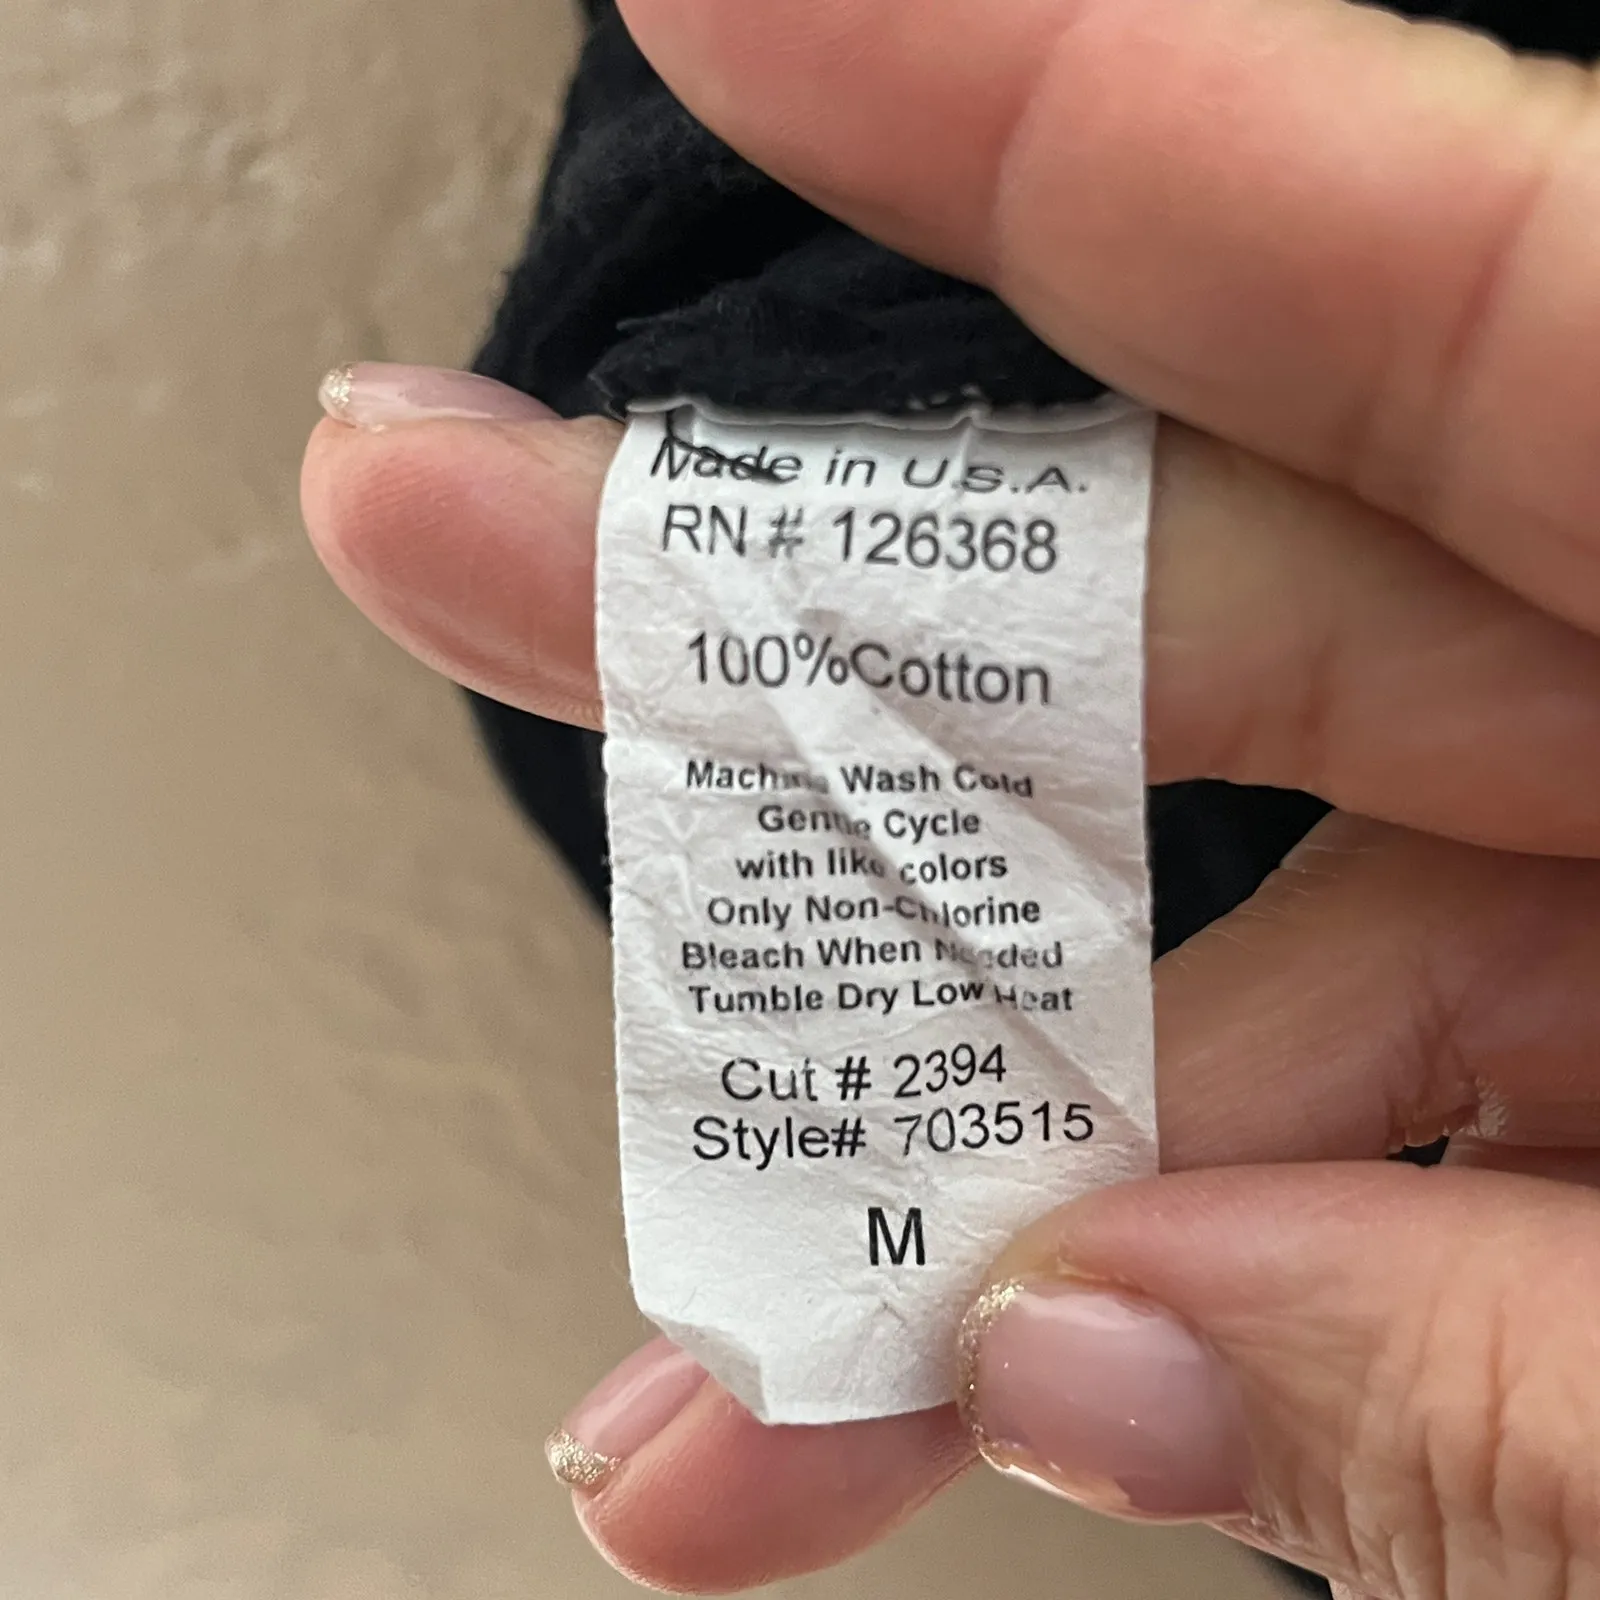 Made in U.S.A.
RN # 126368
100%Cotton
Machine Wash Cold
Gentle Cycle
with like colors
Only Non-Chlorine
Bleach When Needed
Tumble Dry Low Heat
Cut # 2394
Style# 703515
M